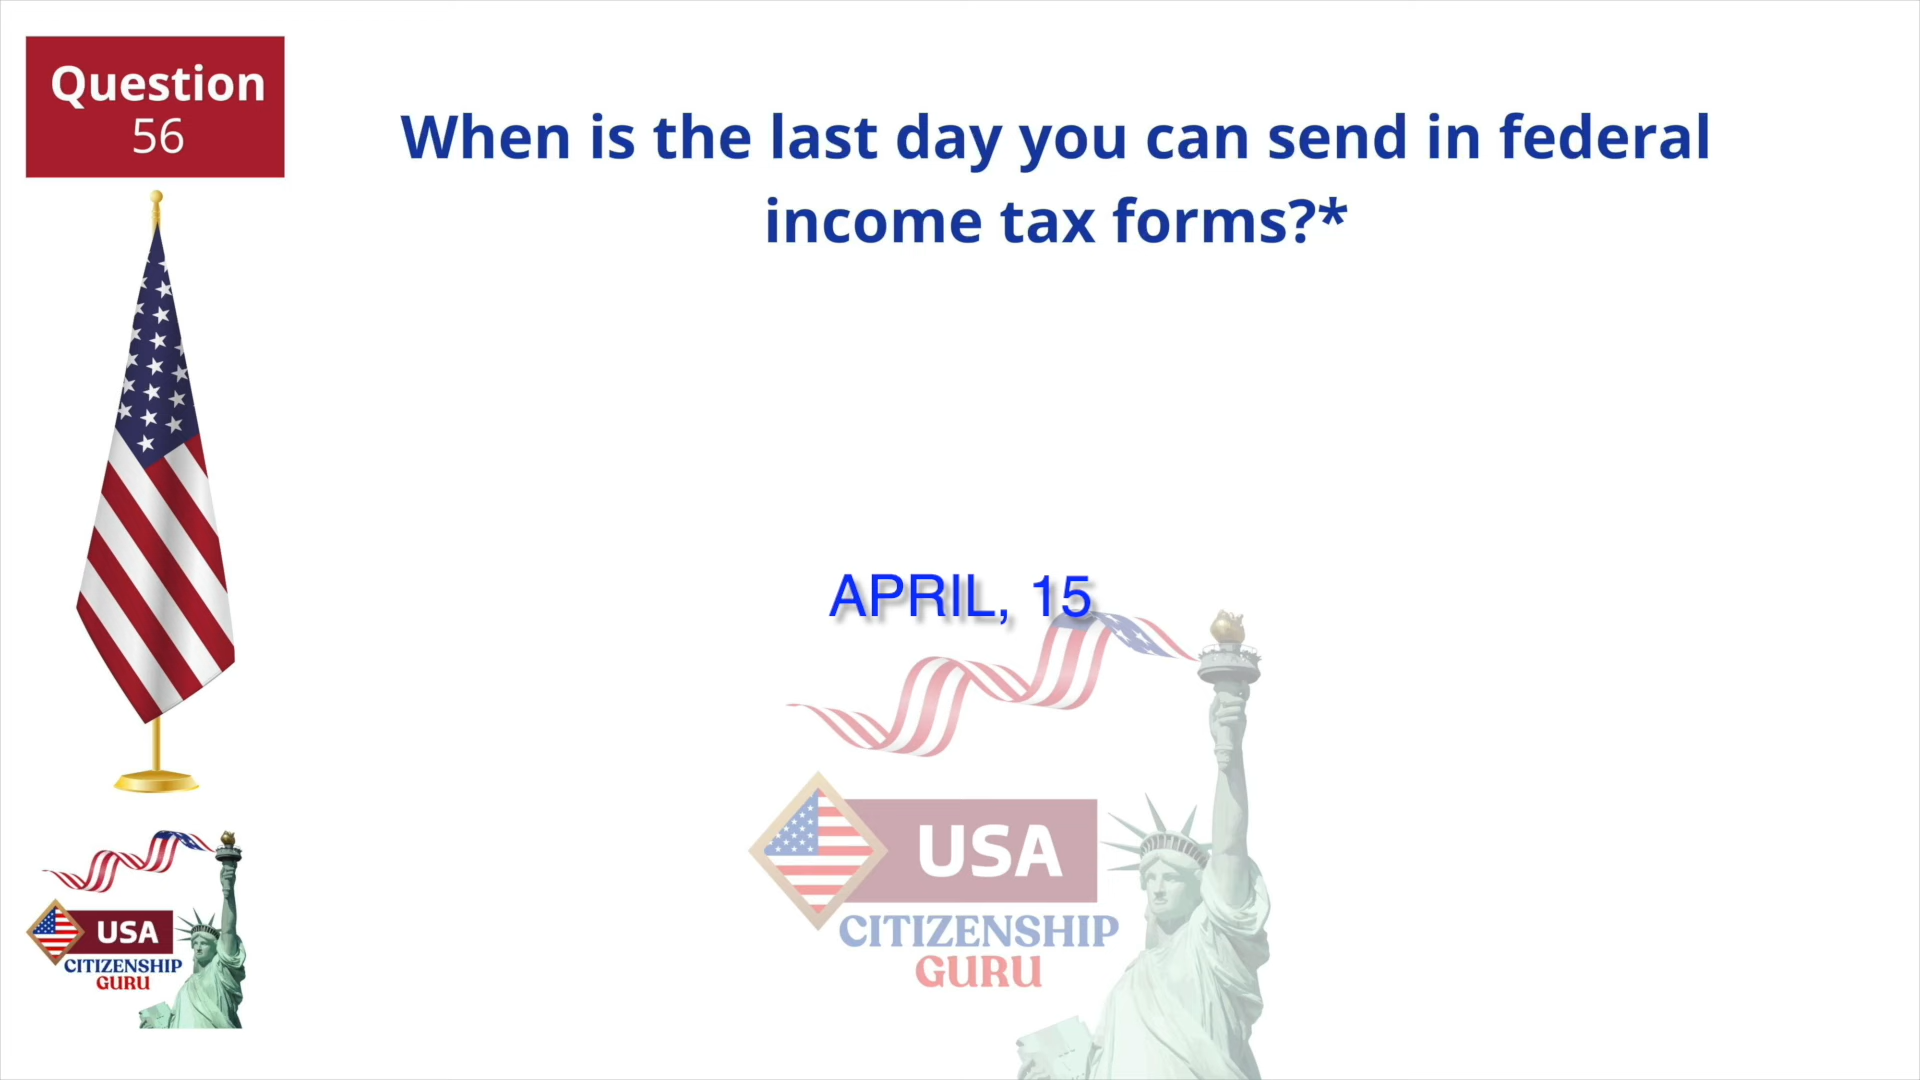 Question
56
When is the last day you can send in federal
income tax forms?*
APRIL, 15
USA
CITIZENSHIP
GURU
USA
CITIZENSHIP
GURU